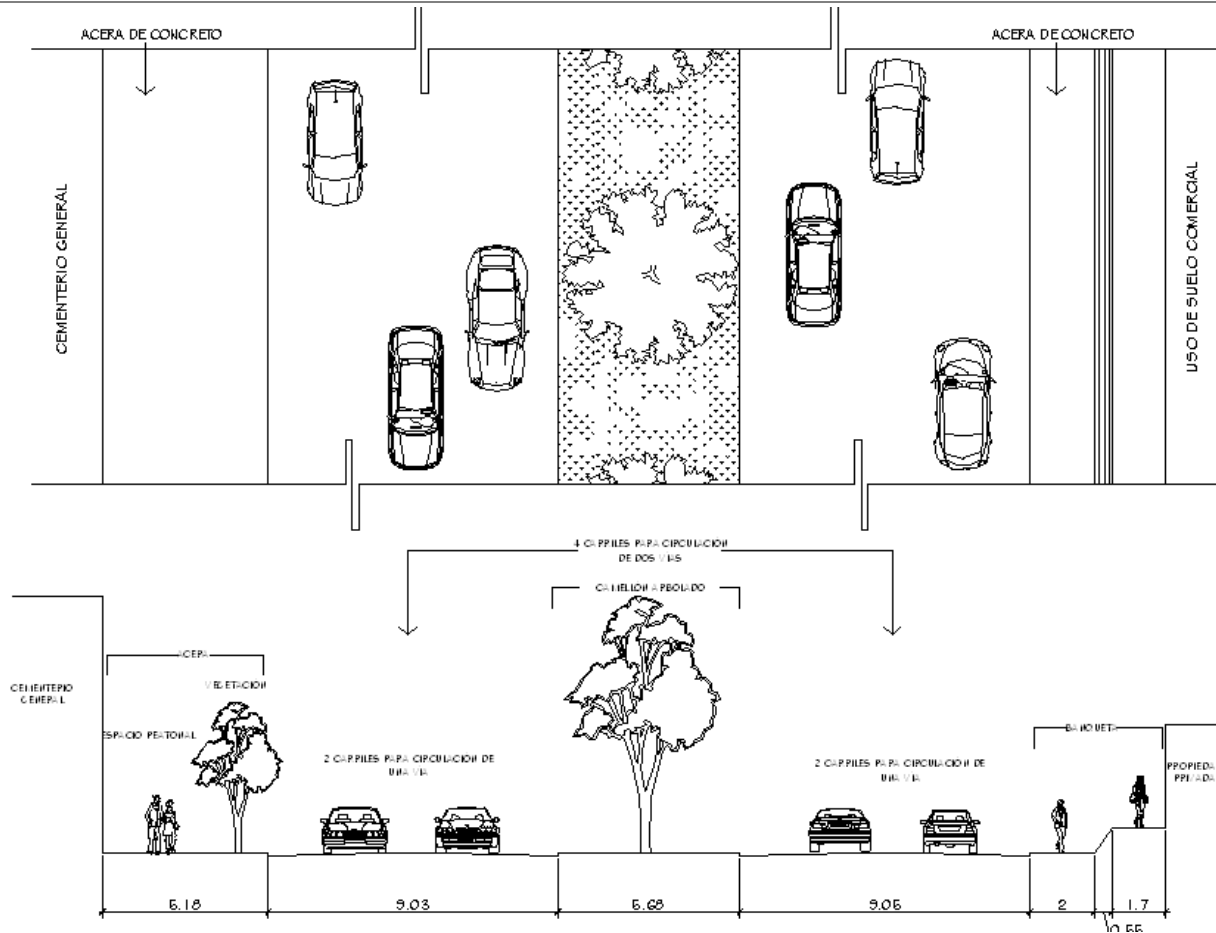 ACERA DE CONCRETO
ACERA DE CONCRETO
CEMENTERIO GENERAL
USO DE SUELO COMERCIAL
4 CARRILES PARA CIRCULACION
DE DOS VIAS
CAMELLON ARBOLADO
ACERA
VEGETACION
CEMENTERIO
GENERAL
ESPACIO PEATONAL
2 CARRILES PARA CIRCULACION DE
UNA VIA
2 CARRILES PARA CIRCULACION DE
UNA VIA
BANQUETA
PROPIEDA
PRIVADA
5.18
9.03
5.68
9.05
2
0.55
1.7